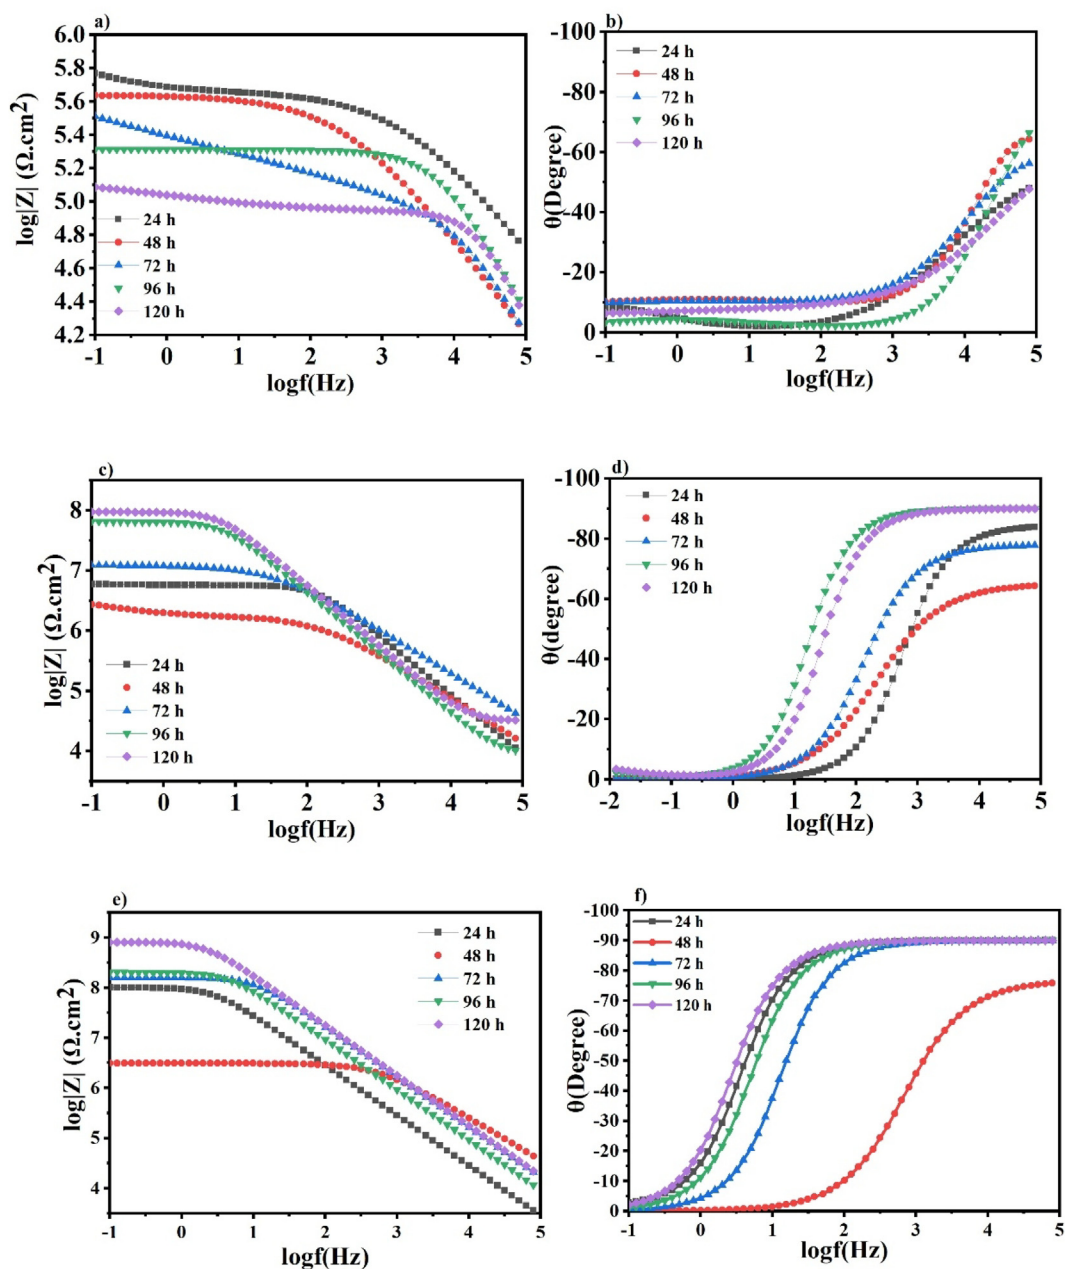 a)
log|Z| (Ω.cm²)
6.0
5.8
5.6
5.4
5.2
5.0
4.8
4.6
4.4
4.2
24 h
48 h
72 h
96 h
120 h
-1 0 1 2 3 4 5
logf(Hz)
b)
θ(Degree)
-100
-80
-60
-40
-20
0
24 h
48 h
72 h
96 h
120 h
-1 0 1 2 3 4 5
logf(Hz)
c)
log|Z| (Ω.cm²)
8
7
6
5
4
24 h
48 h
72 h
96 h
120 h
-1 0 1 2 3 4 5
logf(Hz)
d)
θ(degree)
-100
-80
-60
-40
-20
0
24 h
48 h
72 h
96 h
120 h
-2 -1 0 1 2 3 4 5
logf(Hz)
e)
log|Z| (Ω.cm²)
9
8
7
6
5
4
24 h
48 h
72 h
96 h
120 h
-1 0 1 2 3 4 5
logf(Hz)
f)
θ(Degree)
-100
-90
-80
-70
-60
-50
-40
-30
-20
-10
0
24 h
48 h
72 h
96 h
120 h
-1 0 1 2 3 4 5
logf(Hz)